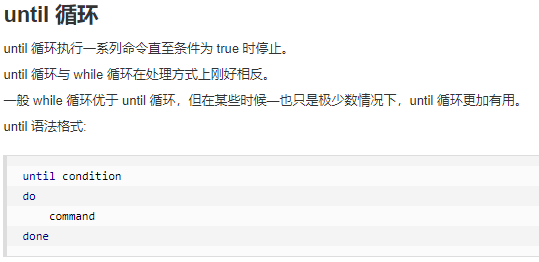 until 循环
until 循环执行一系列命令直至条件为 true 时停止。
until 循环与 while 循环在处理方式上刚好相反。
一般 while 循环优于 until 循环，但在某些时候—也只是极少数情况下，until 循环更加有用。
until 语法格式:
until condition
do
    command
done